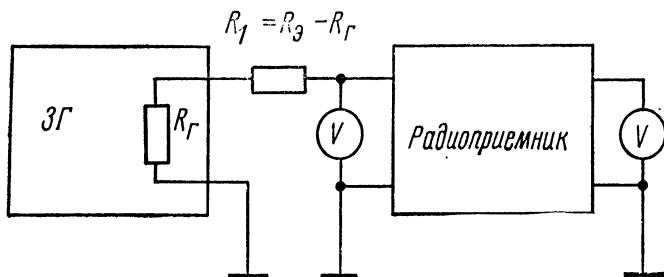 R₁ = Rэ – Rг
ЗГ
Rг
V
Радиоприемник
V